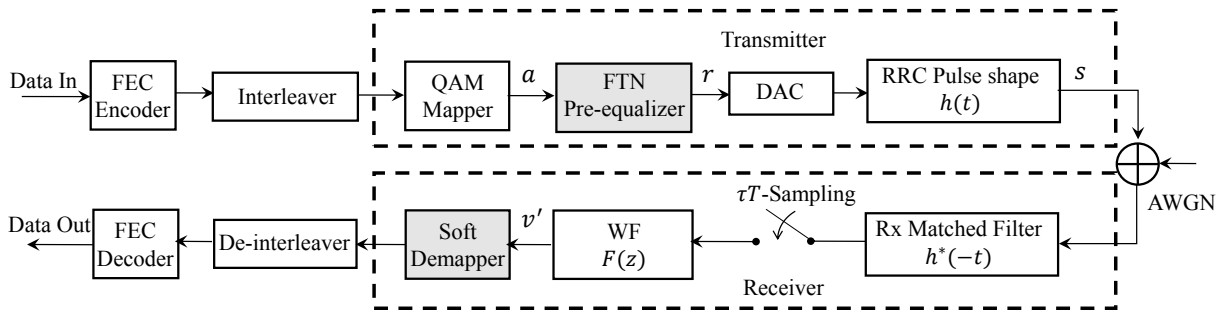 Transmitter
Data In
FEC
Encoder
Interleaver
QAM
Mapper
a
FTN
Pre-equalizer
r
DAC
RRC Pulse shape
h(t)
s
AWGN
Data Out
FEC
Decoder
De-interleaver
Soft
Demapper
v′
WF
F(z)
τT-Sampling
Rx Matched Filter
h*(−t)
Receiver